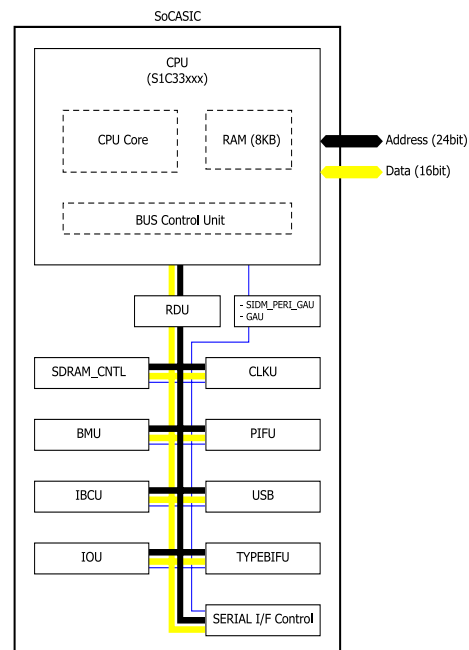 SoCASIC
CPU
(S1C33xxx)
CPU Core
RAM (8KB)
Address (24bit)
Data (16bit)
BUS Control Unit
RDU
- SIDM_PERI_GAU
- GAU
SDRAM_CNTL
CLKU
BMU
PIFU
IBCU
USB
IOU
TYPEBIFU
SERIAL I/F Control